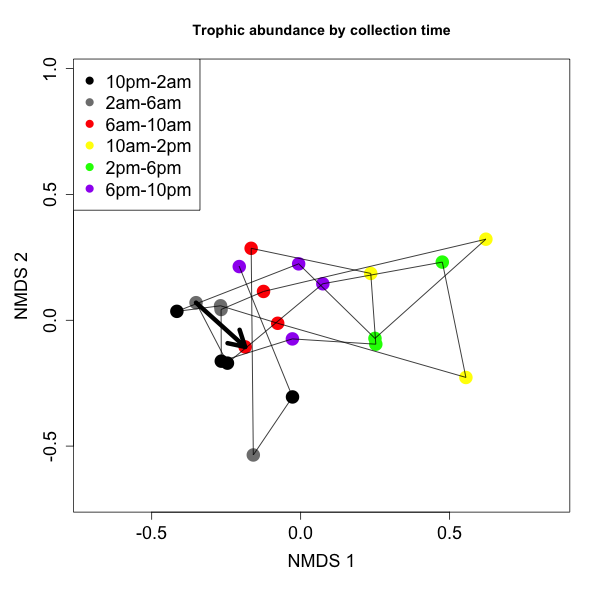 Trophic abundance by collection time
10pm-2am
2am-6am
6am-10am
10am-2pm
2pm-6pm
6pm-10pm
1.0
0.5
0.0
-0.5
NMDS 2
-0.5
0.0
0.5
NMDS 1